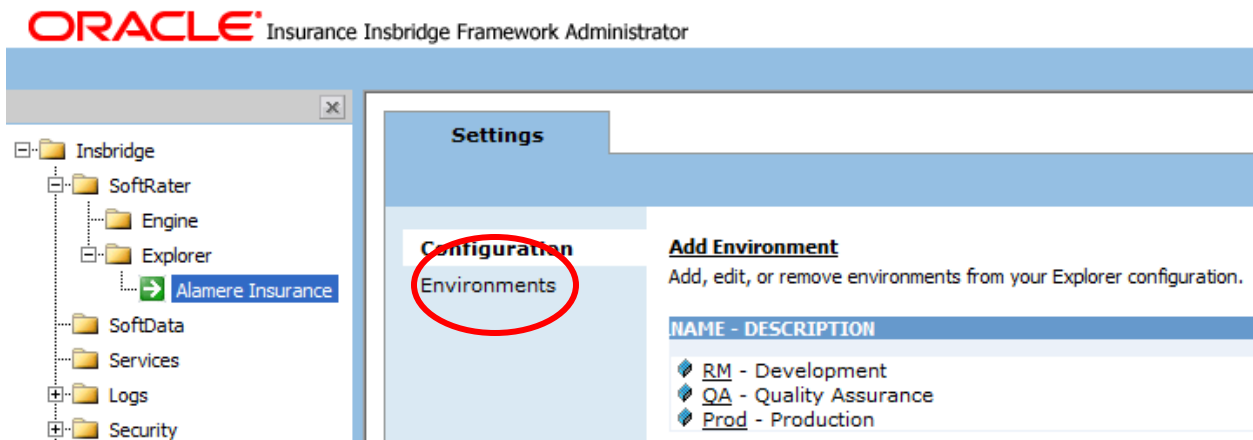 ORACLE Insurance Insbridge Framework Administrator
Insbridge
SoftRater
Engine
Explorer
Alamere Insurance
SoftData
Services
Logs
Security
Settings
Configuration
Environments
Add Environment
Add, edit, or remove environments from your Explorer configuration.
NAME - DESCRIPTION
RM - Development
QA - Quality Assurance
Prod - Production